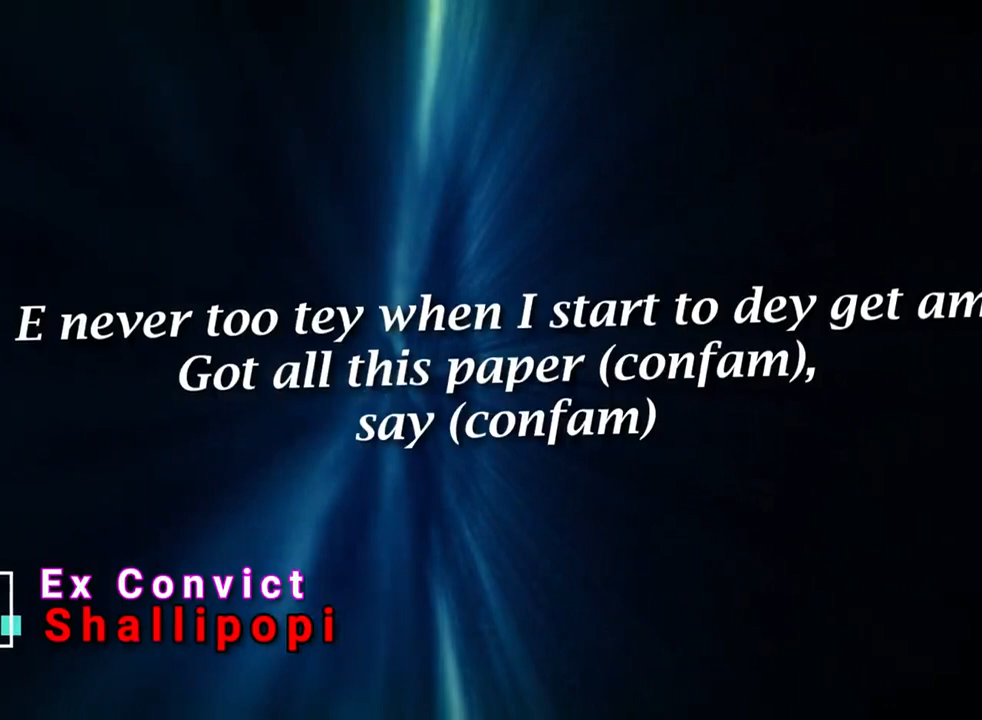 E never too tey when I start to dey get am
Got all this paper (confam),
say (confam)
Ex Convict
Shallipopi